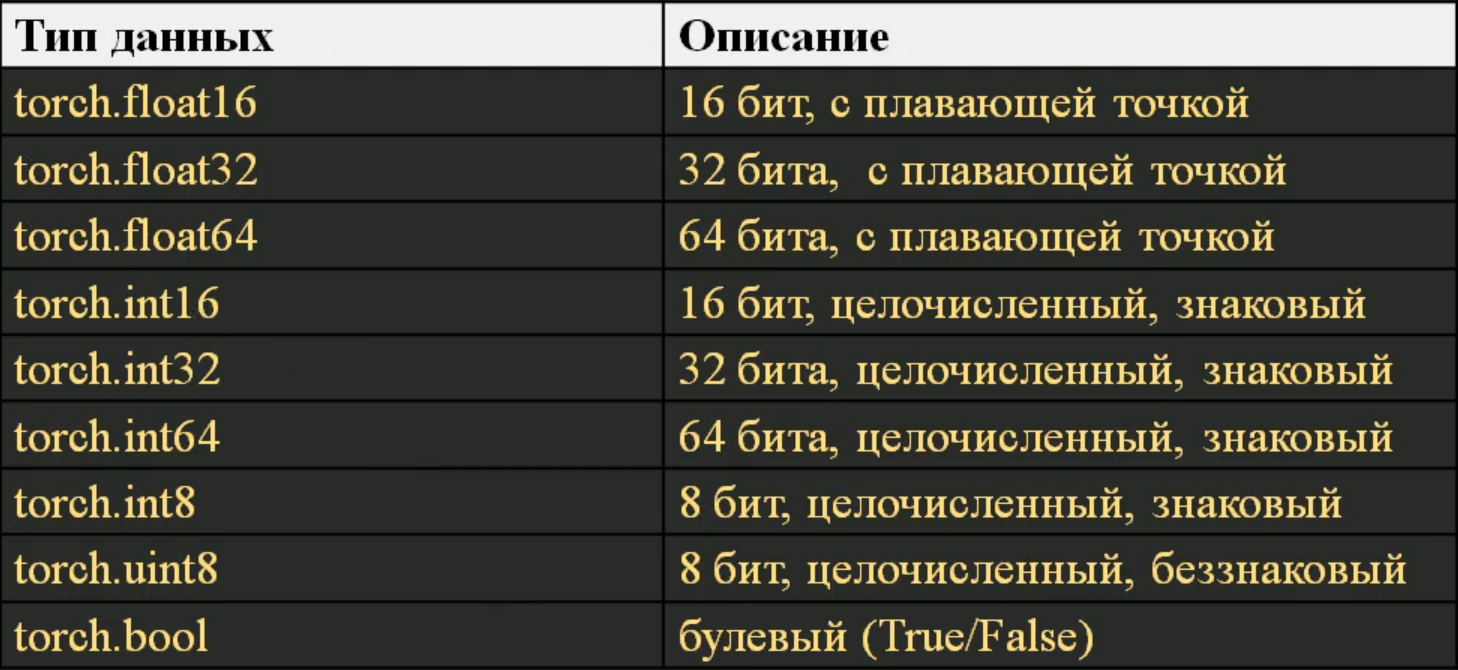 Тип данных Описание
torch.float16 16 бит, с плавающей точкой
torch.float32 32 бита, с плавающей точкой
torch.float64 64 бита, с плавающей точкой
torch.int16 16 бит, целочисленный, знаковый
torch.int32 32 бита, целочисленный, знаковый
torch.int64 64 бита, целочисленный, знаковый
torch.int8 8 бит, целочисленный, знаковый
torch.uint8 8 бит, целочисленный, беззнаковый
torch.bool булевый (True/False)